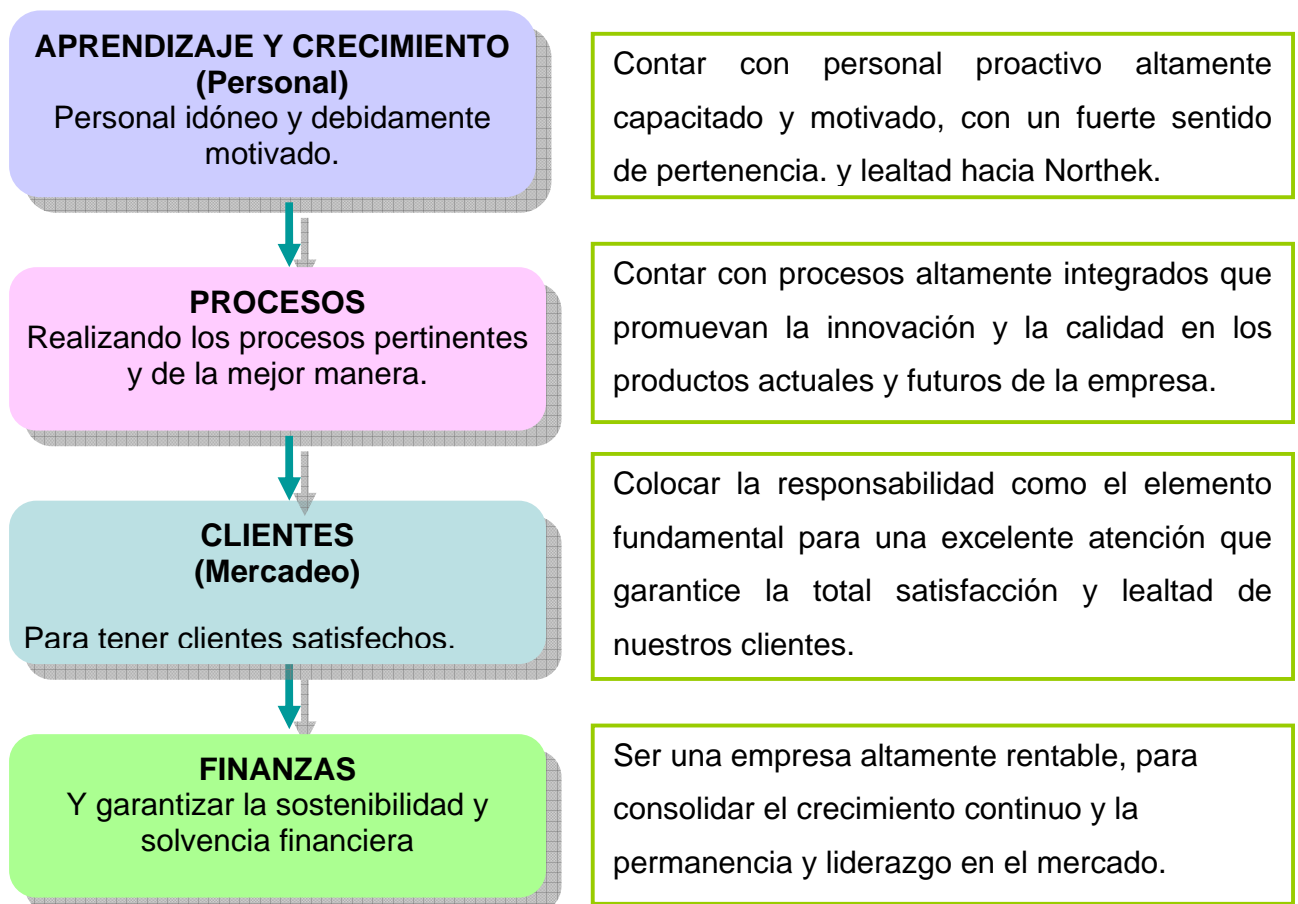 APRENDIZAJE Y CRECIMIENTO
(Personal)
Personal idóneo y debidamente
motivado.
Contar con personal proactivo altamente
capacitado y motivado, con un fuerte sentido
de pertenencia. y lealtad hacia Northek.
PROCESOS
Realizando los procesos pertinentes
y de la mejor manera.
Contar con procesos altamente integrados que
promuevan la innovación y la calidad en los
productos actuales y futuros de la empresa.
CLIENTES
(Mercadeo)
Para tener clientes satisfechos.
Colocar la responsabilidad como el elemento
fundamental para una excelente atención que
garantice la total satisfacción y lealtad de
nuestros clientes.
FINANZAS
Y garantizar la sostenibilidad y
solvencia financiera
Ser una empresa altamente rentable, para
consolidar el crecimiento continuo y la
permanencia y liderazgo en el mercado.